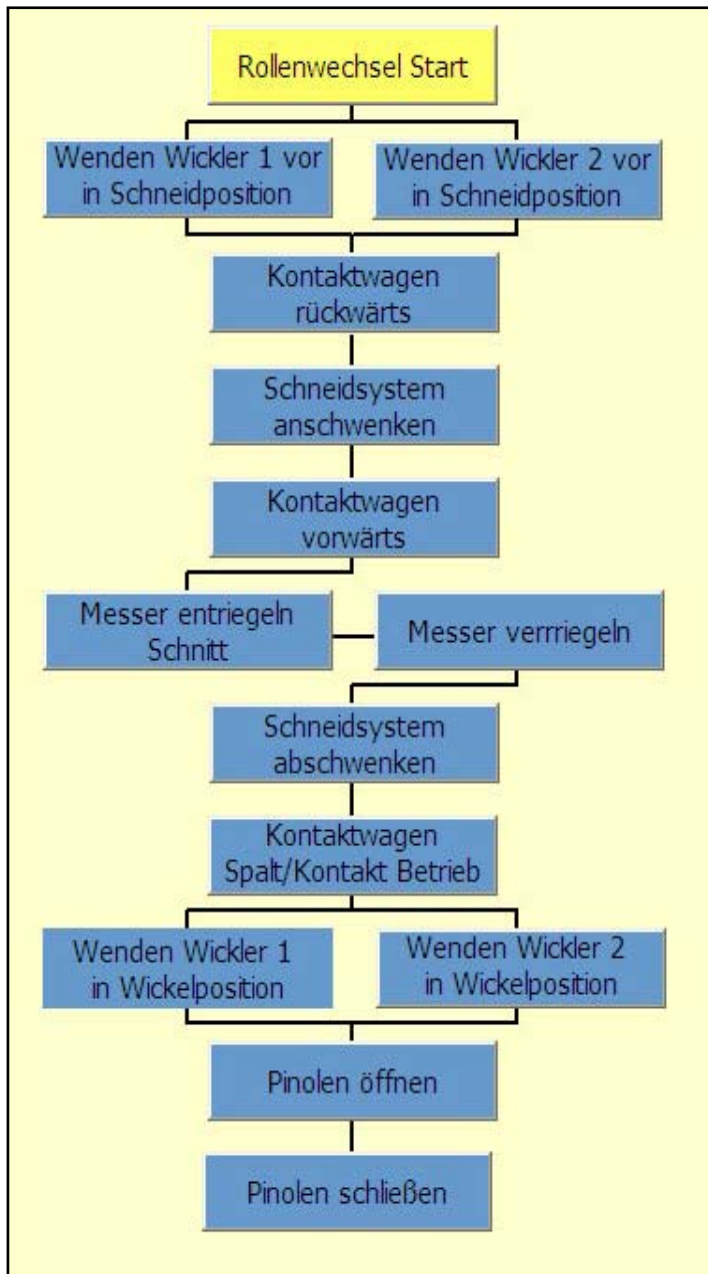 Rollenwechsel Start
Wenden Wickler 1 vor
in Schneidposition
Wenden Wickler 2 vor
in Schneidposition
Kontaktwagen
rückwärts
Schneidsystem
anschwenken
Kontaktwagen
vorwärts
Messer entriegeln
Schnitt
Messer verrriegeln
Schneidsystem
abschwenken
Kontaktwagen
Spalt/Kontakt Betrieb
Wenden Wickler 1
in Wickelposition
Wenden Wickler 2
in Wickelposition
Pinolen öffnen
Pinolen schließen